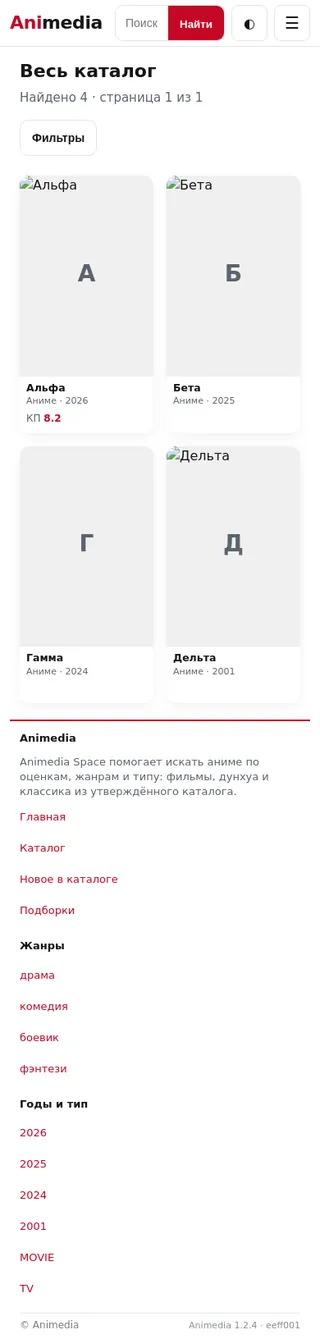 Animedia
Поиск
Найти
Весь каталог
Найдено 4 · страница 1 из 1
Фильтры
Альфа
Бета
А
Б
Альфа
Аниме · 2026
КП 8.2
Бета
Аниме · 2025
Дельта
Г
Д
Гамма
Аниме · 2024
Дельта
Аниме · 2001
Animedia
Animedia Space помогает искать аниме по
оценкам, жанрам и типу: фильмы, дунхуа и
классика из утверждённого каталога.
Главная
Каталог
Новое в каталоге
Подборки
Жанры
драма
комедия
боевик
фэнтези
Годы и тип
2026
2025
2024
2001
MOVIE
TV
© Animedia
Animedia 1.2.4 · eeff001